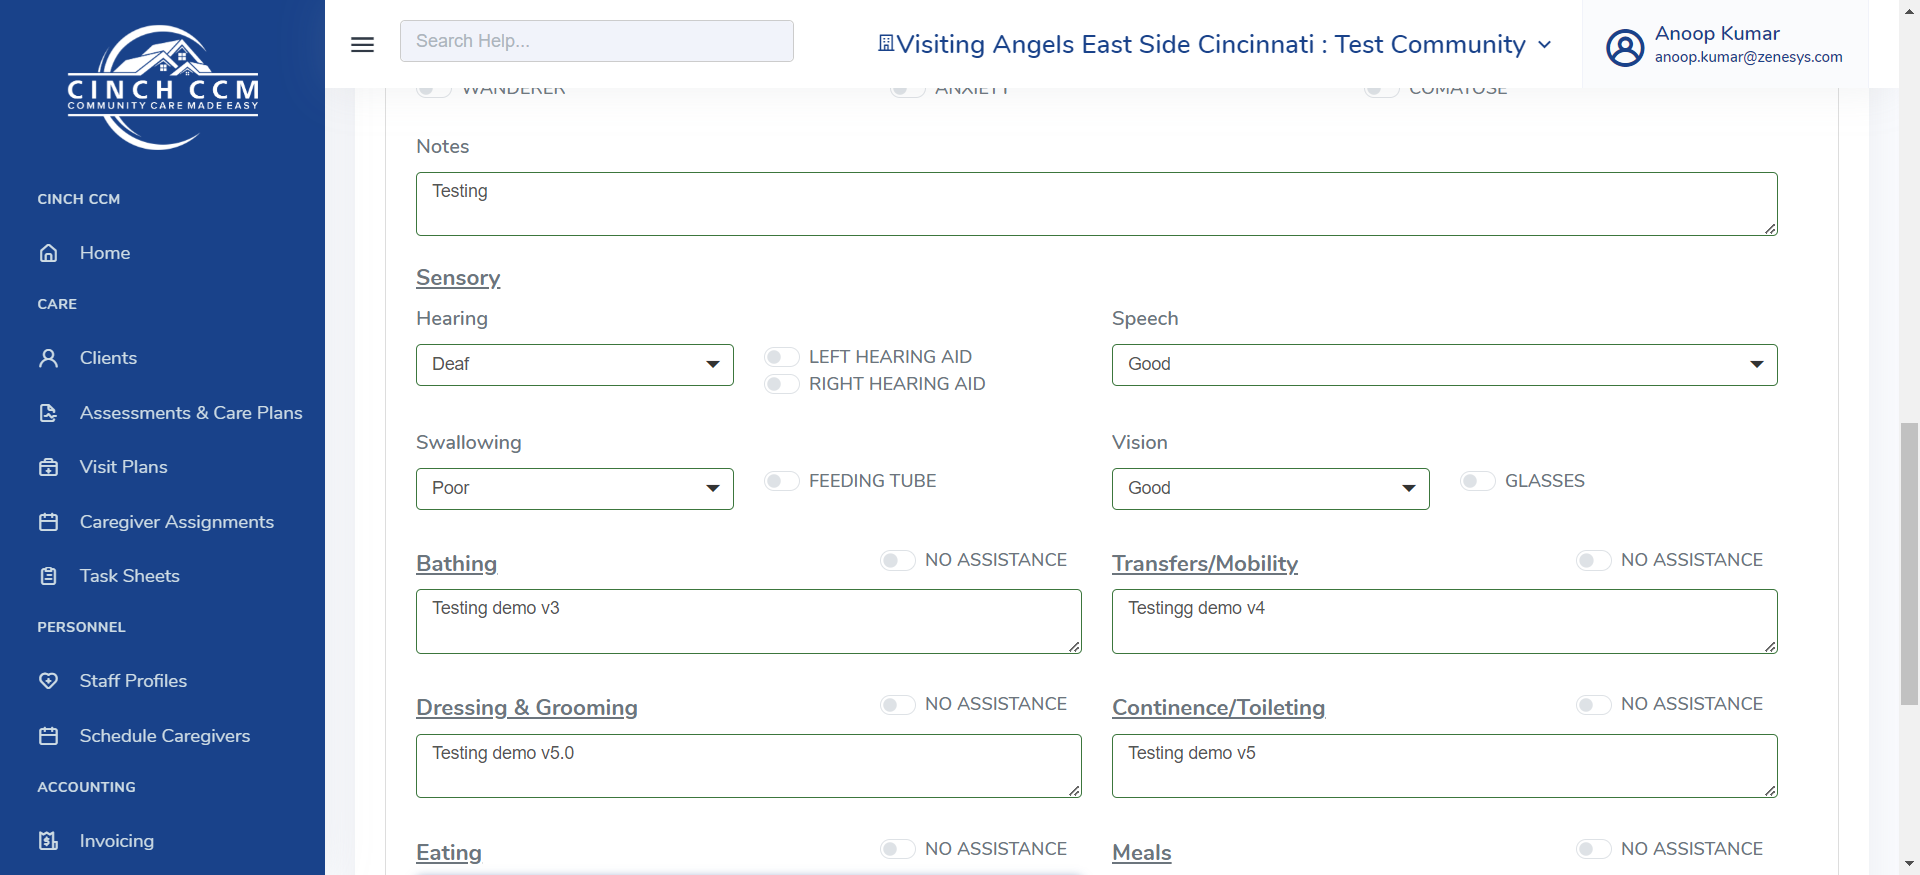 CINCH CCM
COMMUNITY CARE MADE EASY
CINCH CCM
Home
CARE
Clients
Assessments & Care Plans
Visit Plans
Caregiver Assignments
Task Sheets
PERSONNEL
Staff Profiles
Schedule Caregivers
ACCOUNTING
Invoicing
Search Help...
Visiting Angels East Side Cincinnati : Test Community
Anoop Kumar
anoop.kumar@zenesys.com
WANDERER
ANXIETY
COMATOSE
Notes
Testing
Sensory
Hearing
Speech
Deaf
LEFT HEARING AID
RIGHT HEARING AID
Good
Swallowing
Vision
Poor
FEEDING TUBE
Good
GLASSES
Bathing
NO ASSISTANCE
Transfers/Mobility
NO ASSISTANCE
Testing demo v3
Testingg demo v4
Dressing & Grooming
NO ASSISTANCE
Continence/Toileting
NO ASSISTANCE
Testing demo v5.0
Testing demo v5
Eating
NO ASSISTANCE
Meals
NO ASSISTANCE